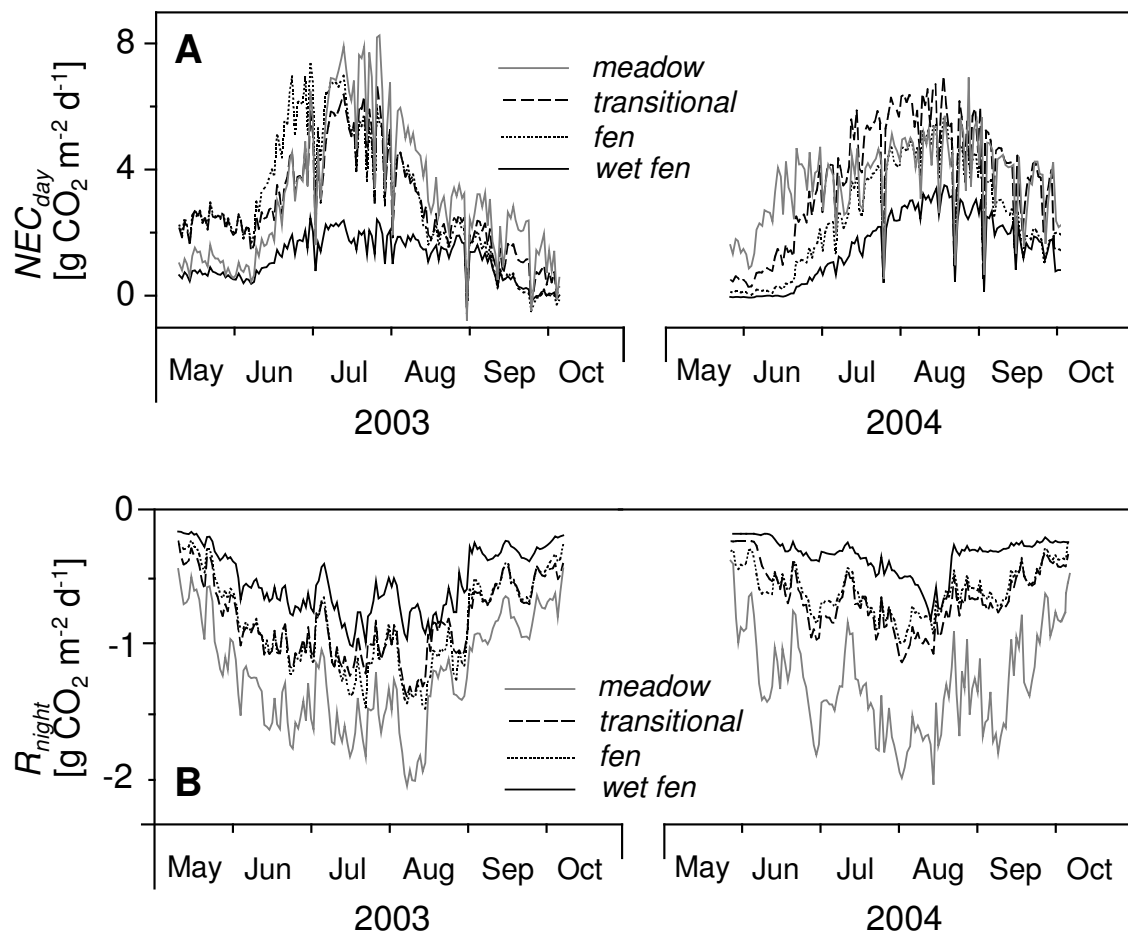 A
8
4
0
NEC_day
[g CO₂ m⁻² d⁻¹]
meadow
transitional
fen
wet fen
May Jun Jul Aug Sep Oct May Jun Jul Aug Sep Oct
2003 2004
0
-1
-2
R_night
[g CO₂ m⁻² d⁻¹]
meadow
transitional
fen
wet fen
B
May Jun Jul Aug Sep Oct May Jun Jul Aug Sep Oct
2003 2004